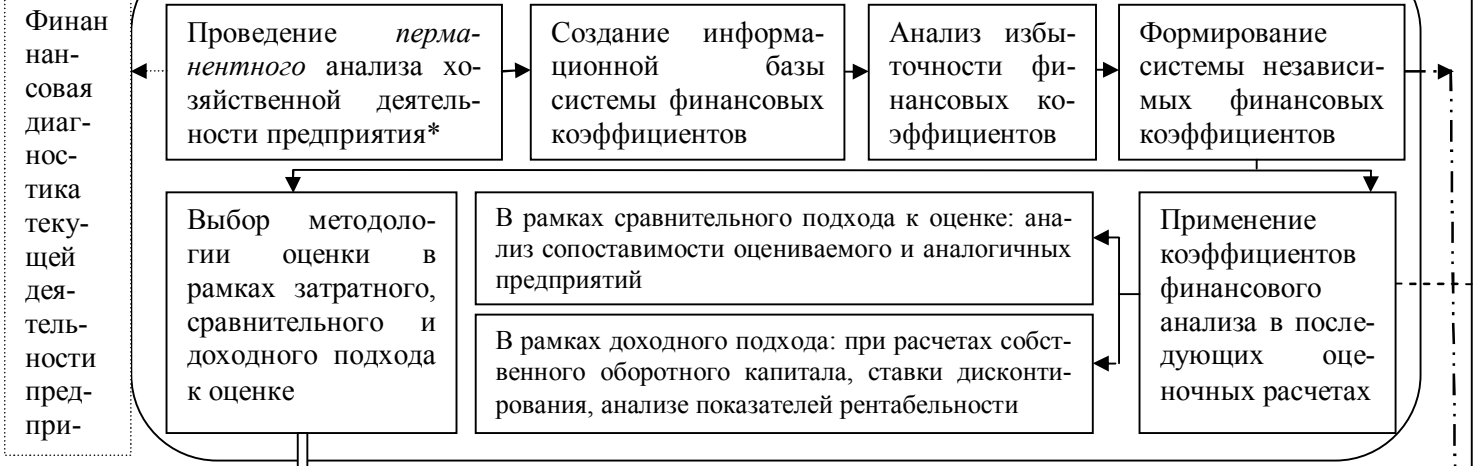 Финан
нан-
совая
диаг-
нос-
тика
теку-
щей
дея-
тель-
ности
пред-
при-
Проведение перма-
нентного анализа хо-
зяйственной деятель-
ности предприятия*
Создание информа-
ционной базы
системы финансовых
коэффициентов
Анализ избы-
точности фи-
нансовых ко-
эффициентов
Формирование
системы независи-
мых финансовых
коэффициентов
Выбор методоло-
гии оценки в
рамках затратного,
сравнительного и
доходного подхода
к оценке
В рамках сравнительного подхода к оценке: ана-
лиз сопоставимости оцениваемого и аналогичных
предприятий
В рамках доходного подхода: при расчетах собст-
венного оборотного капитала, ставки дисконти-
рования, анализе показателей рентабельности
Применение
коэффициентов
финансового
анализа в после-
дующих оце-
ночных расчетах